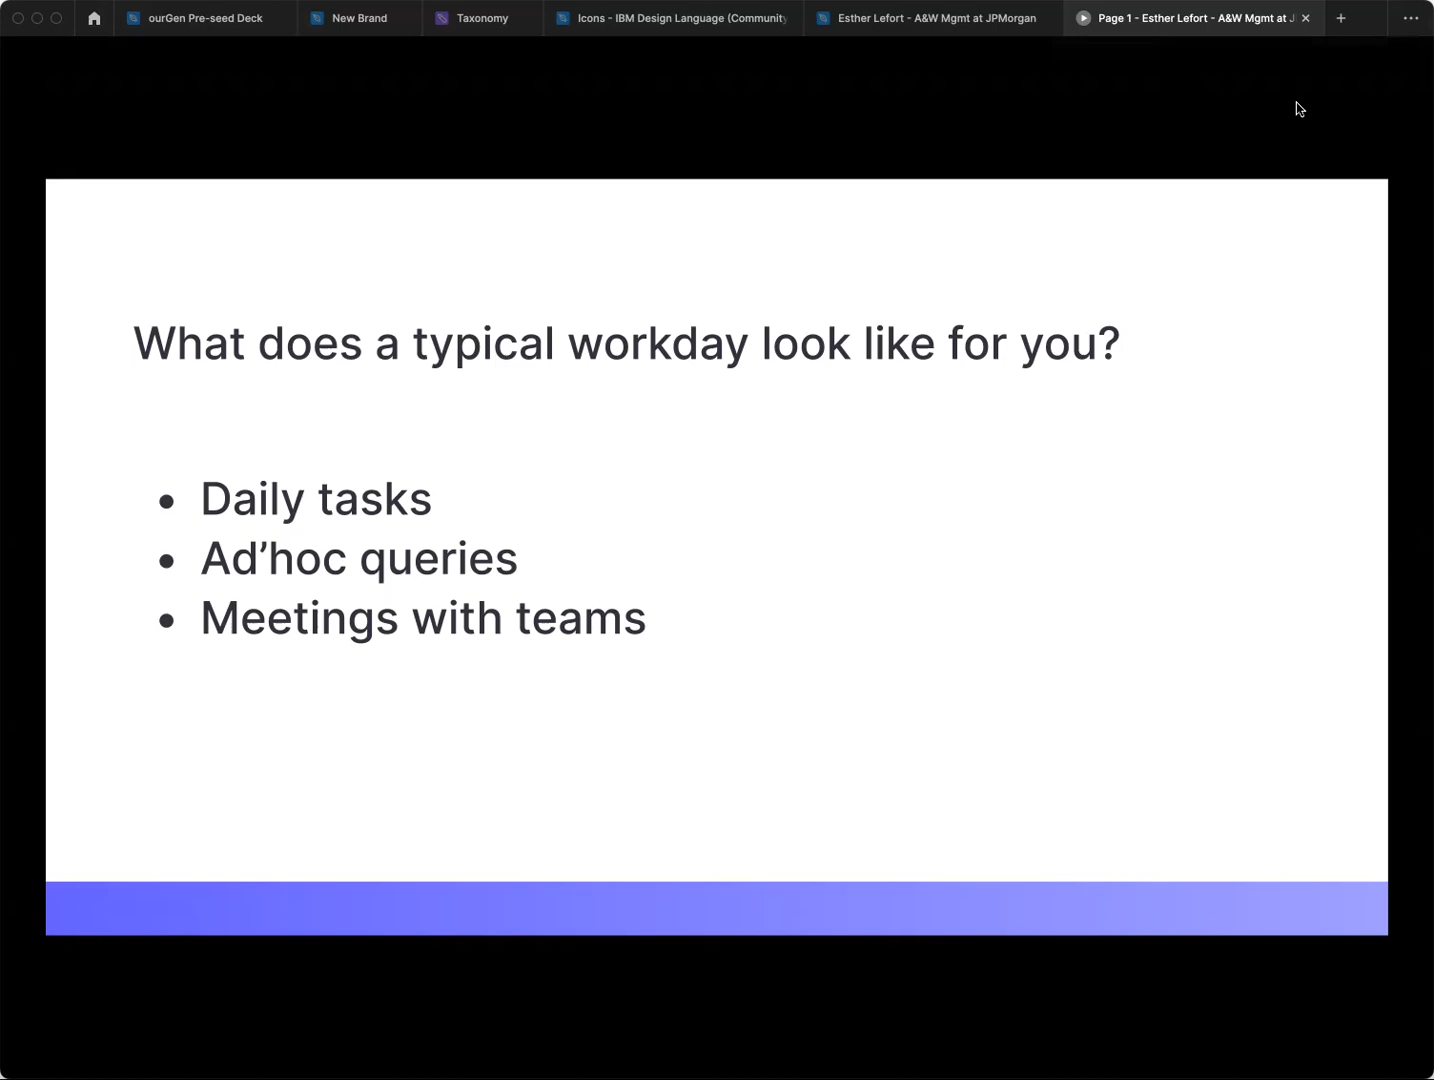 ourGen Pre-seed Deck
New Brand
Taxonomy
Icons - IBM Design Language (Community
Esther Lefort - A&W Mgmt at JPMorgan
Page 1 - Esther Lefort - A&W Mgmt at
What does a typical workday look like for you?
• Daily tasks
• Ad’hoc queries
• Meetings with teams